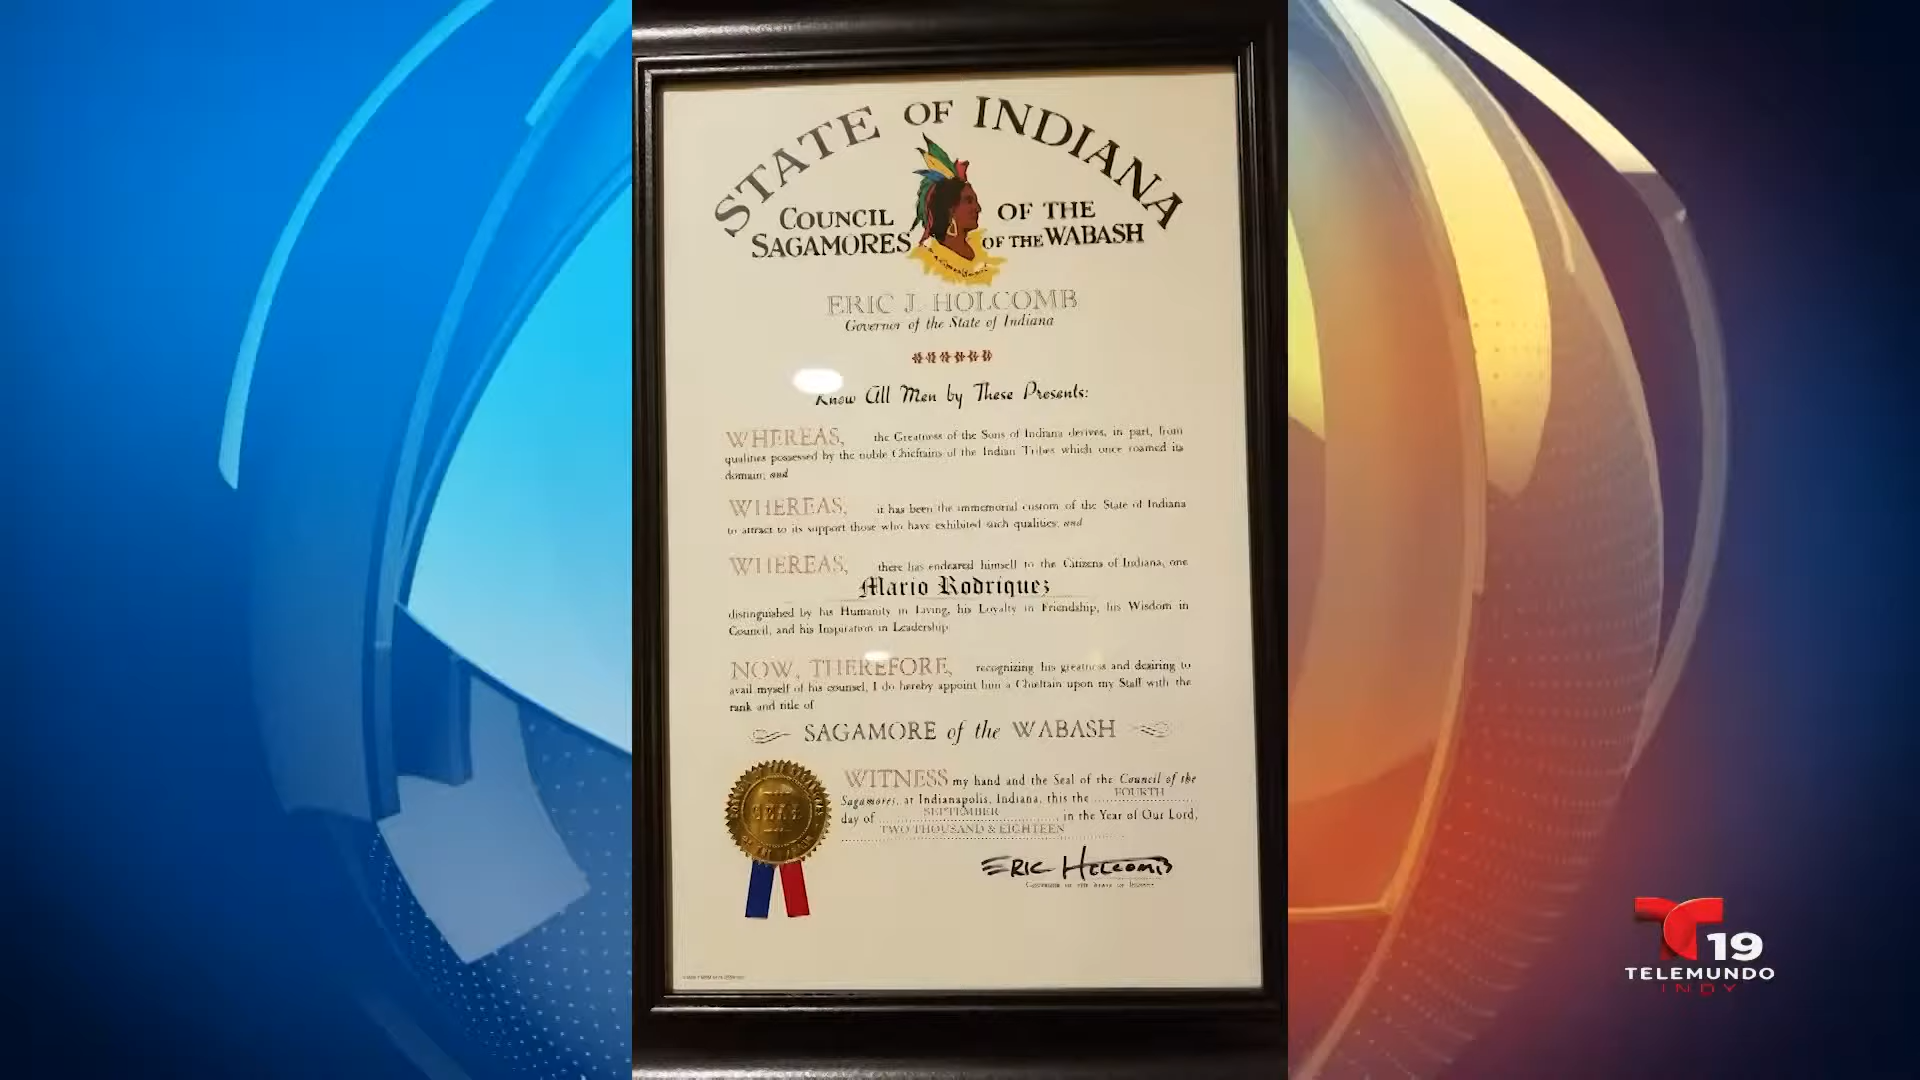 STATE OF INDIANA
COUNCIL OF THE
SAGAMORES OF THE WABASH
ERIC J. HOLCOMB
Governor of the State of Indiana
Know All Men by These Presents:
WHEREAS, the Greatness of the Sons of Indiana derives, in part, from
qualities possessed by the noble Chieftains of the Indian Tribes which once roamed its
domain; and
WHEREAS, it has been the immemorial custom of the State of Indiana
to attract to its support those who have exhibited such qualities; and
WHEREAS, there has endeared himself to the Citizens of Indiana, one
Mario Rodriquez
distinguished by his Humanity in Living, his Loyalty in Friendship, his Wisdom in
Council, and his Inspiration in Leadership
NOW, THEREFORE, recognizing his greatness and desiring to
avail myself of his counsel, I do hereby appoint him a Chieftain upon my Staff with the
rank and title of
SAGAMORE of the WABASH
WITNESS my hand and the Seal of the Council of the
Sagamores, at Indianapolis, Indiana, this the FOURTH
day of SEPTEMBER, in the Year of Our Lord,
TWO THOUSAND & EIGHTEEN
ERIC HOLCOMB
GOVERNOR OF THE STATE OF INDIANA
19
TELEMUNDO
INDY